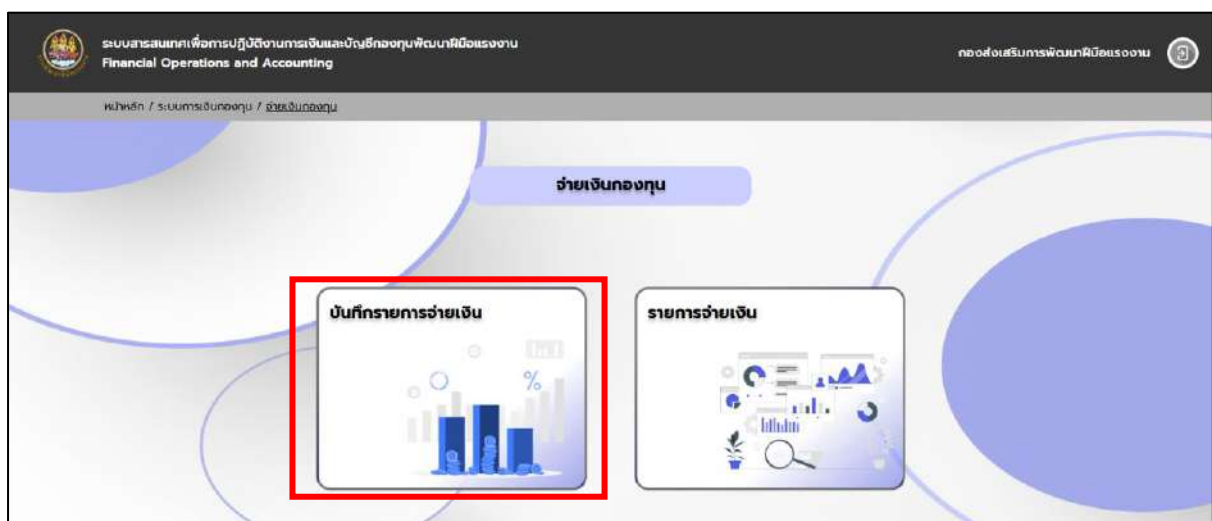 ระบบสารสนเทศเพื่อการปฏิบัติงานการเงินและบัญชีกองทุนพัฒนาฝีมือแรงงาน
Financial Operations and Accounting
กองส่งเสริมการพัฒนาฝีมือแรงงาน
หน้าหลัก / ระบบการเงินกองทุน / จ่ายเงินกองทุน
จ่ายเงินกองทุน
บันทึกรายการจ่ายเงิน
รายการจ่ายเงิน
%